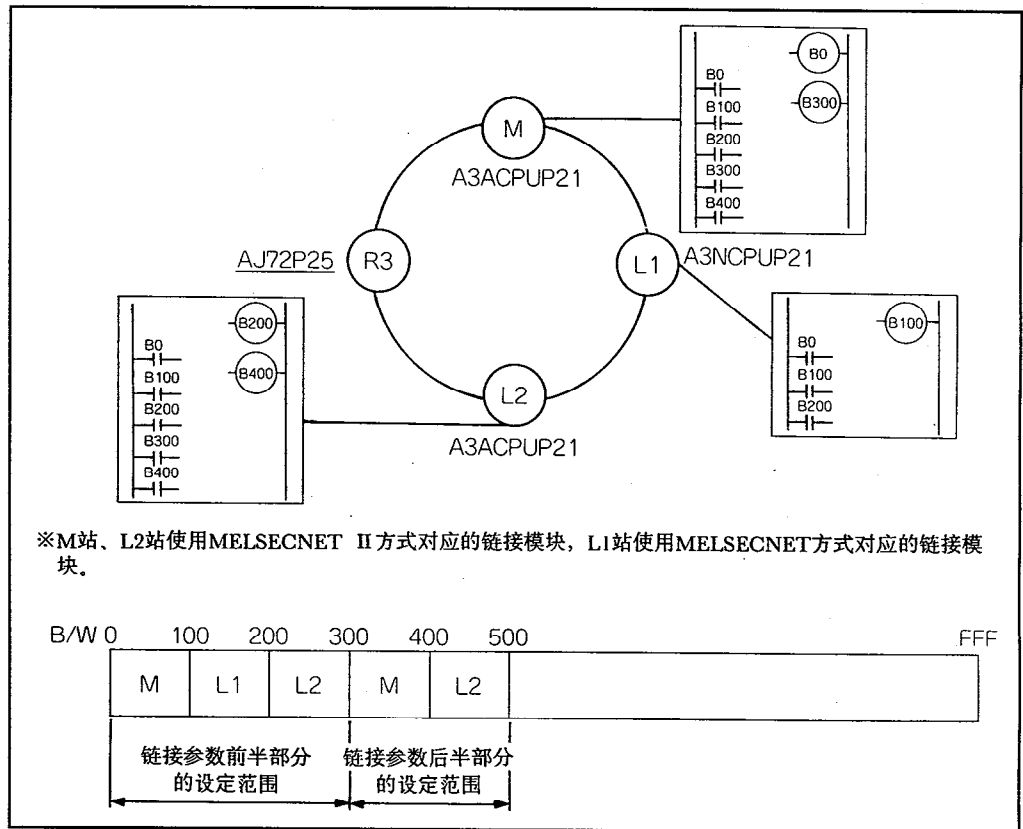 B0
B0
B100
B300
B200
B300
B400
M
A3ACPUP21
AJ72P25
R3
L1
A3NCPUP21
B200
B0
B400
B100
B200
B300
B400
B100
B0
B100
B200
L2
A3ACPUP21
※M站、L2站使用MELSECNET II方式对应的链接模块，L1站使用MELSECNET方式对应的链接模
块。
B/W 0 100 200 300 400 500 FFF
M L1 L2 M L2
链接参数前半部分 链接参数后半部分
的设定范围 的设定范围